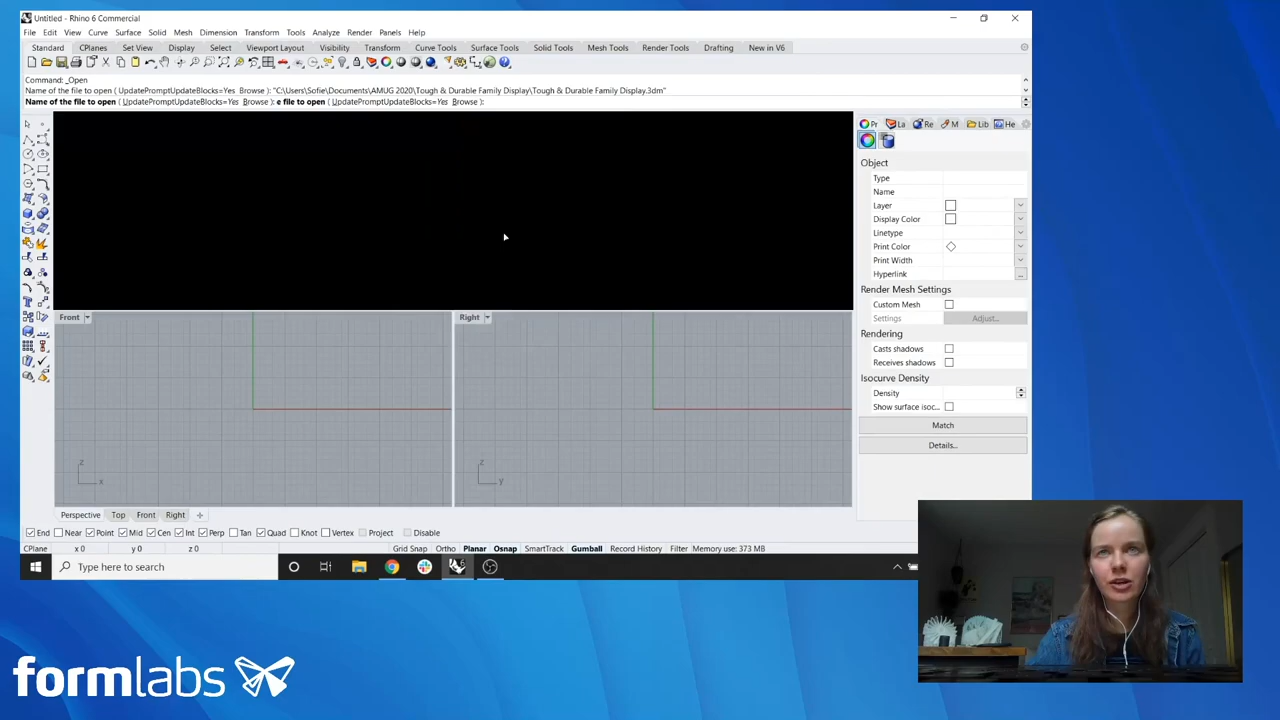 Untitled - Rhino 6 Commercial
File Edit View Curve Surface Solid Mesh Dimension Transform Tools Analyze Render Panels Help
Standard CPlanes Set View Display Select Viewport Layout Visibility Transform Curve Tools Surface Tools Solid Tools Mesh Tools Render Tools Drafting New in V6
Command: _Open
Name of the file to open ( UpdatePromptUpdateBlocks=Yes Browse ): "C:\Users\Sofie\Documents\AMUG 2020\Tough & Durable Family Display\Tough & Durable Family Display.3dm"
Name of the file to open ( UpdatePromptUpdateBlocks=Yes Browse ): e file to open ( UpdatePromptUpdateBlocks=Yes Browse ):
Pr La Re M Lib He
Object
Type
Name
Layer
Display Color
Linetype
Print Color
Print Width
Hyperlink
...
Render Mesh Settings
Custom Mesh
Settings Adjust...
Rendering
Casts shadows
Receives shadows
Isocurve Density
Density
Show surface isoc...
Match
Details...
Front
z
x
Right
z
y
Perspective Top Front Right
End Near Point Mid Cen Int Perp Tan Quad Knot Vertex Project Disable
CPlane x 0 y 0 z 0 Grid Snap Ortho Planar Osnap SmartTrack Gumball Record History Filter Memory use: 373 MB
Type here to search
formlabs